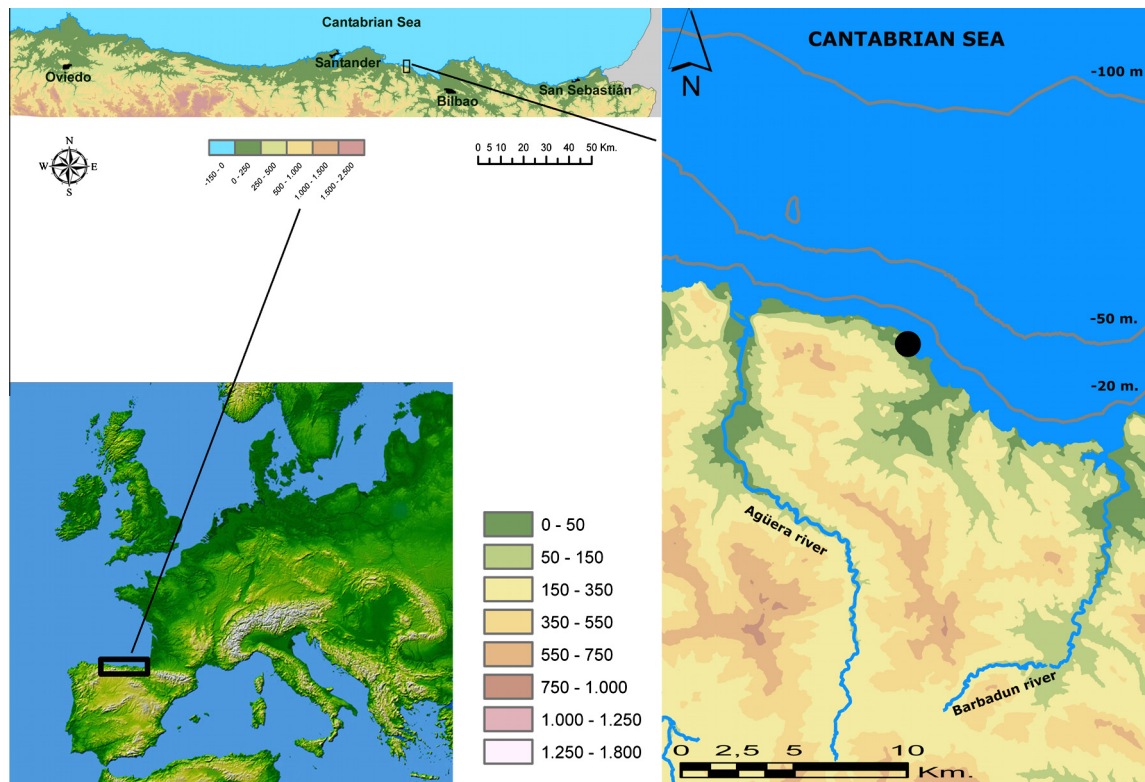 Cantabrian Sea
Santander
Oviedo
Bilbao
San Sebastián
N
W E
S
0 5 10 20 30 40 50 Km.
-150 - 0
0 - 250
250 - 500
500 - 1.000
1.000 - 1.500
1.500 - 2.500
0 - 50
50 - 150
150 - 350
350 - 550
550 - 750
750 - 1.000
1.000 - 1.250
1.250 - 1.800
CANTABRIAN SEA
N
-100 m
-50 m.
-20 m.
Agüera river
Barbadun river
0 2,5 5 10
Km.